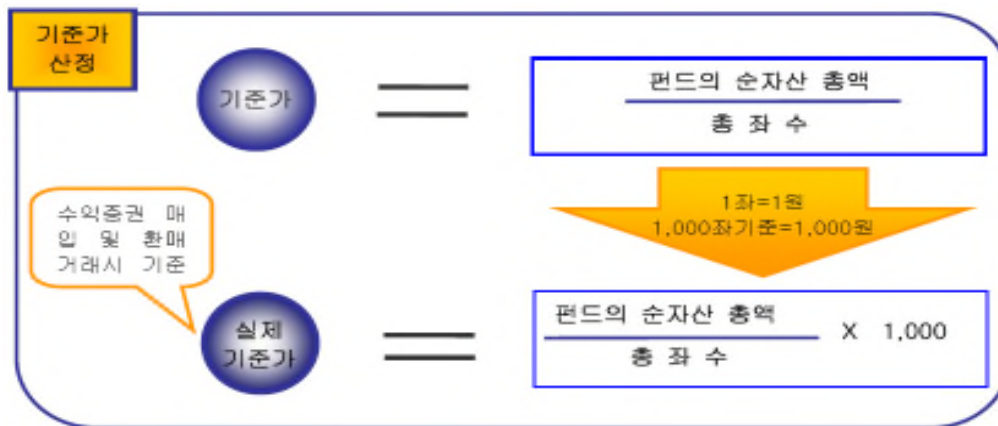 기준가
산정
기준가
펀드의 순자산 총액
총 좌 수
1좌=1원
1,000좌기준=1,000원
수익증권 매
입 및 환매
거래시 기준
실제
기준가
펀드의 순자산 총액
총 좌 수
X 1,000